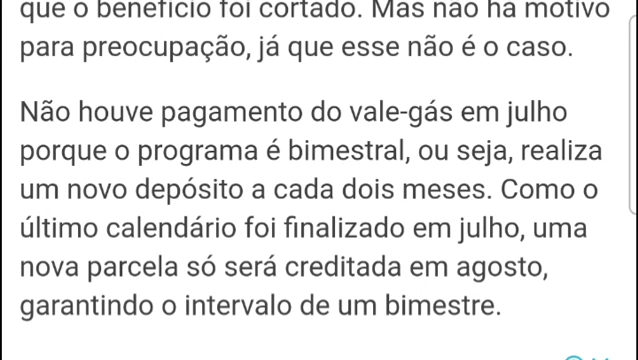 que o benefício foi cortado. Mas não há motivo
para preocupação, já que esse não é o caso.
Não houve pagamento do vale-gás em julho
porque o programa é bimestral, ou seja, realiza
um novo depósito a cada dois meses. Como o
último calendário foi finalizado em julho, uma
nova parcela só será creditada em agosto,
garantindo o intervalo de um bimestre.